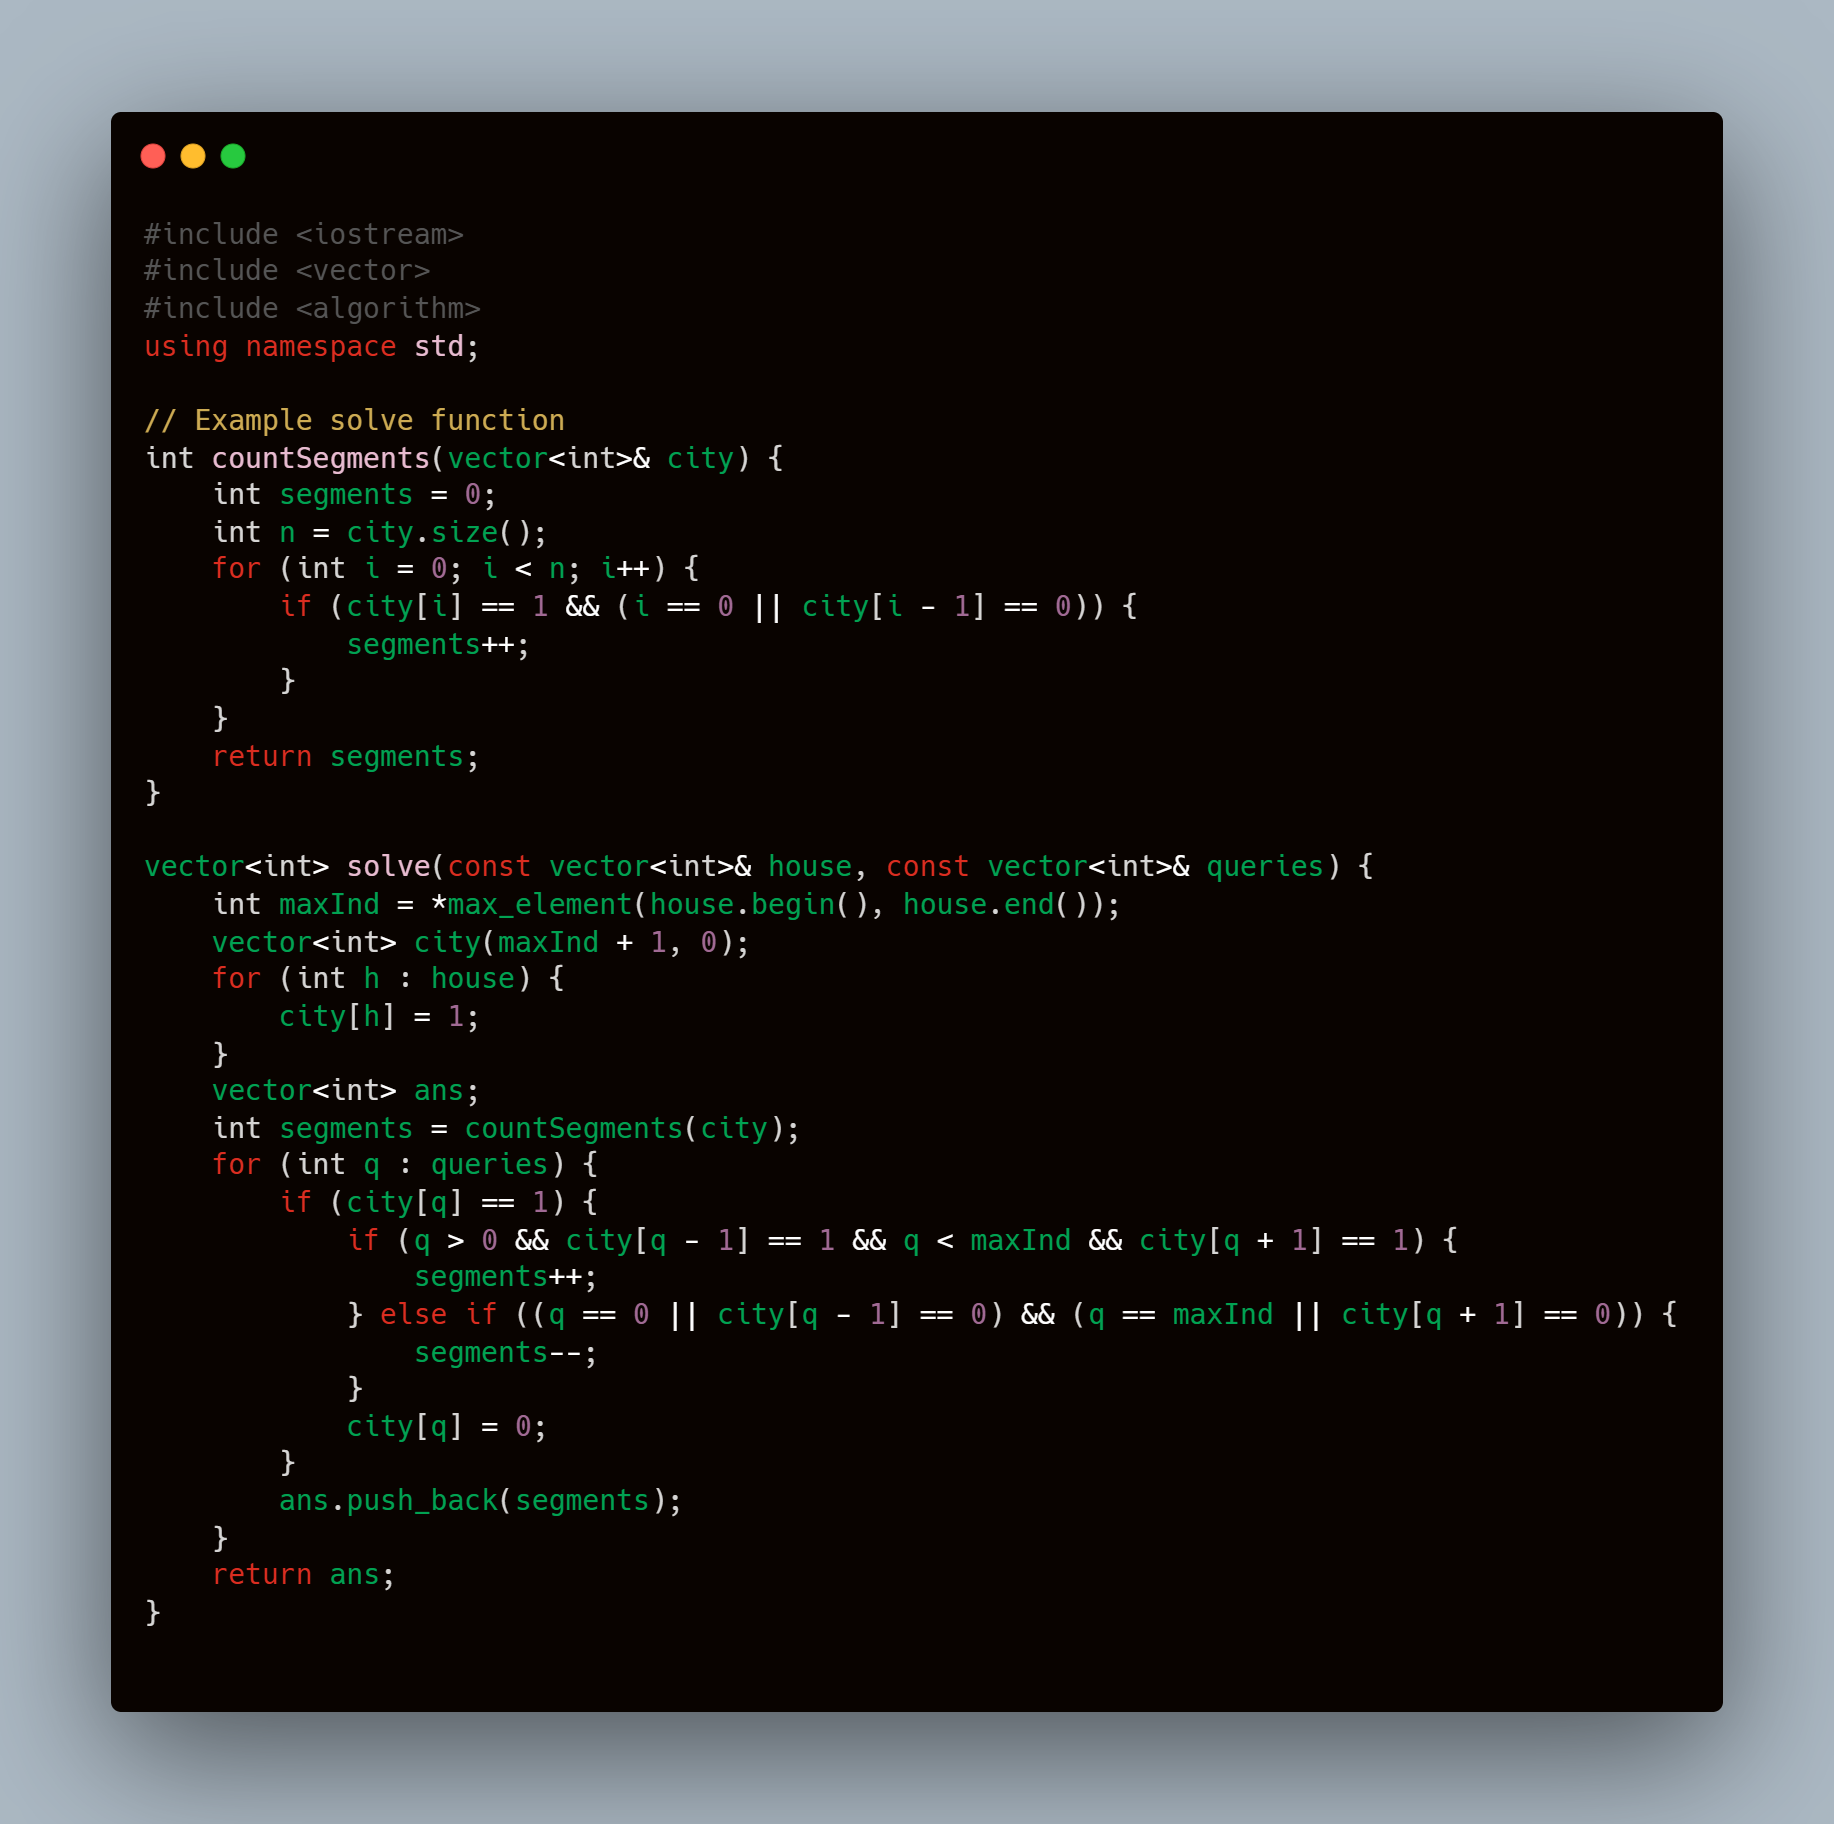 #include <iostream>
#include <vector>
#include <algorithm>
using namespace std;

// Example solve function
int countSegments(vector<int>& city) {
    int segments = 0;
    int n = city.size();
    for (int i = 0; i < n; i++) {
        if (city[i] == 1 && (i == 0 || city[i - 1] == 0)) {
            segments++;
        }
    }
    return segments;
}

vector<int> solve(const vector<int>& house, const vector<int>& queries) {
    int maxInd = *max_element(house.begin(), house.end());
    vector<int> city(maxInd + 1, 0);
    for (int h : house) {
        city[h] = 1;
    }
    vector<int> ans;
    int segments = countSegments(city);
    for (int q : queries) {
        if (city[q] == 1) {
            if (q > 0 && city[q - 1] == 1 && q < maxInd && city[q + 1] == 1) {
                segments++;
            } else if ((q == 0 || city[q - 1] == 0) && (q == maxInd || city[q + 1] == 0)) {
                segments--;
            }
            city[q] = 0;
        }
        ans.push_back(segments);
    }
    return ans;
}